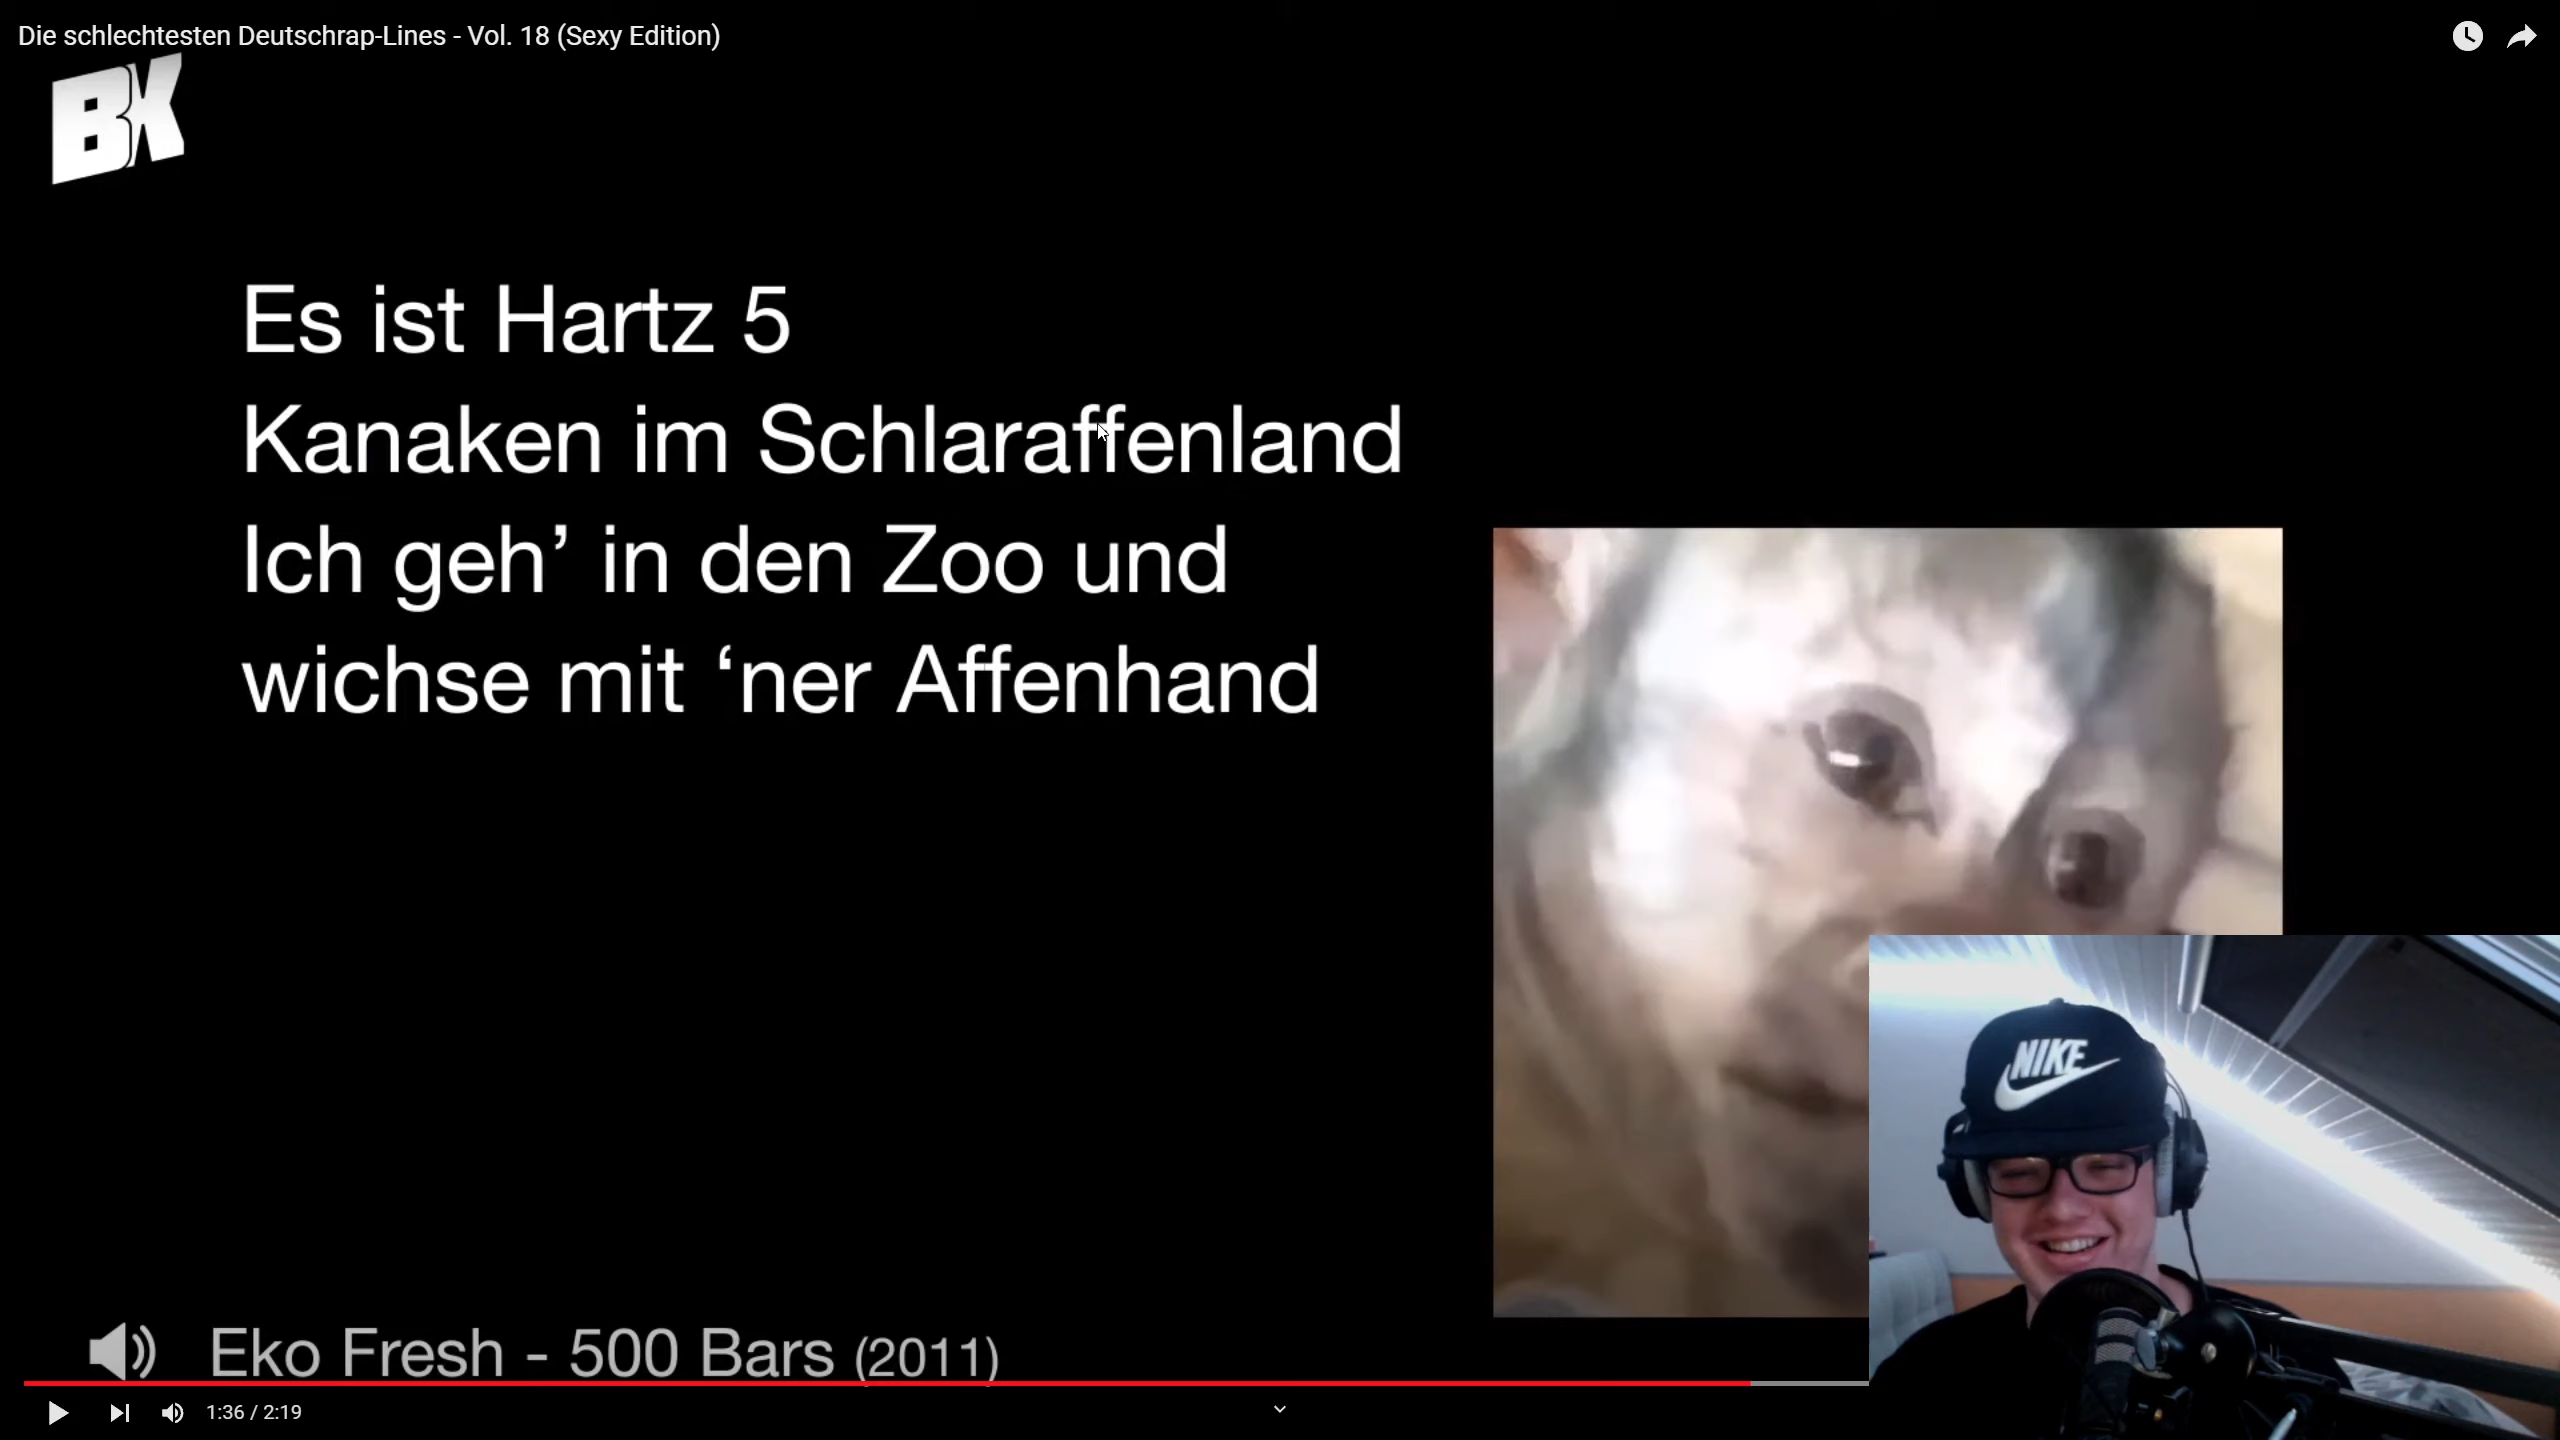 Die schlechtesten Deutschrap-Lines - Vol. 18 (Sexy Edition)
BK
Es ist Hartz 5
Kanaken im Schlaraffenland
Ich geh’ in den Zoo und
wichse mit ‘ner Affenhand
NIKE
Eko Fresh - 500 Bars (2011)
1:36 / 2:19